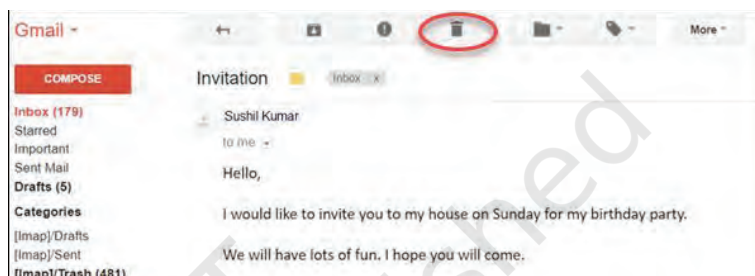 Gmail
More
COMPOSE
Invitation
Inbox x
Inbox (179)
Starred
Important
Sent Mail
Drafts (5)
Categories
[Imap]/Drafts
[Imap]/Sent
[Imap]/Trash (481)
Sushil Kumar
to me
Hello,
I would like to invite you to my house on Sunday for my birthday party.
We will have lots of fun. I hope you will come.